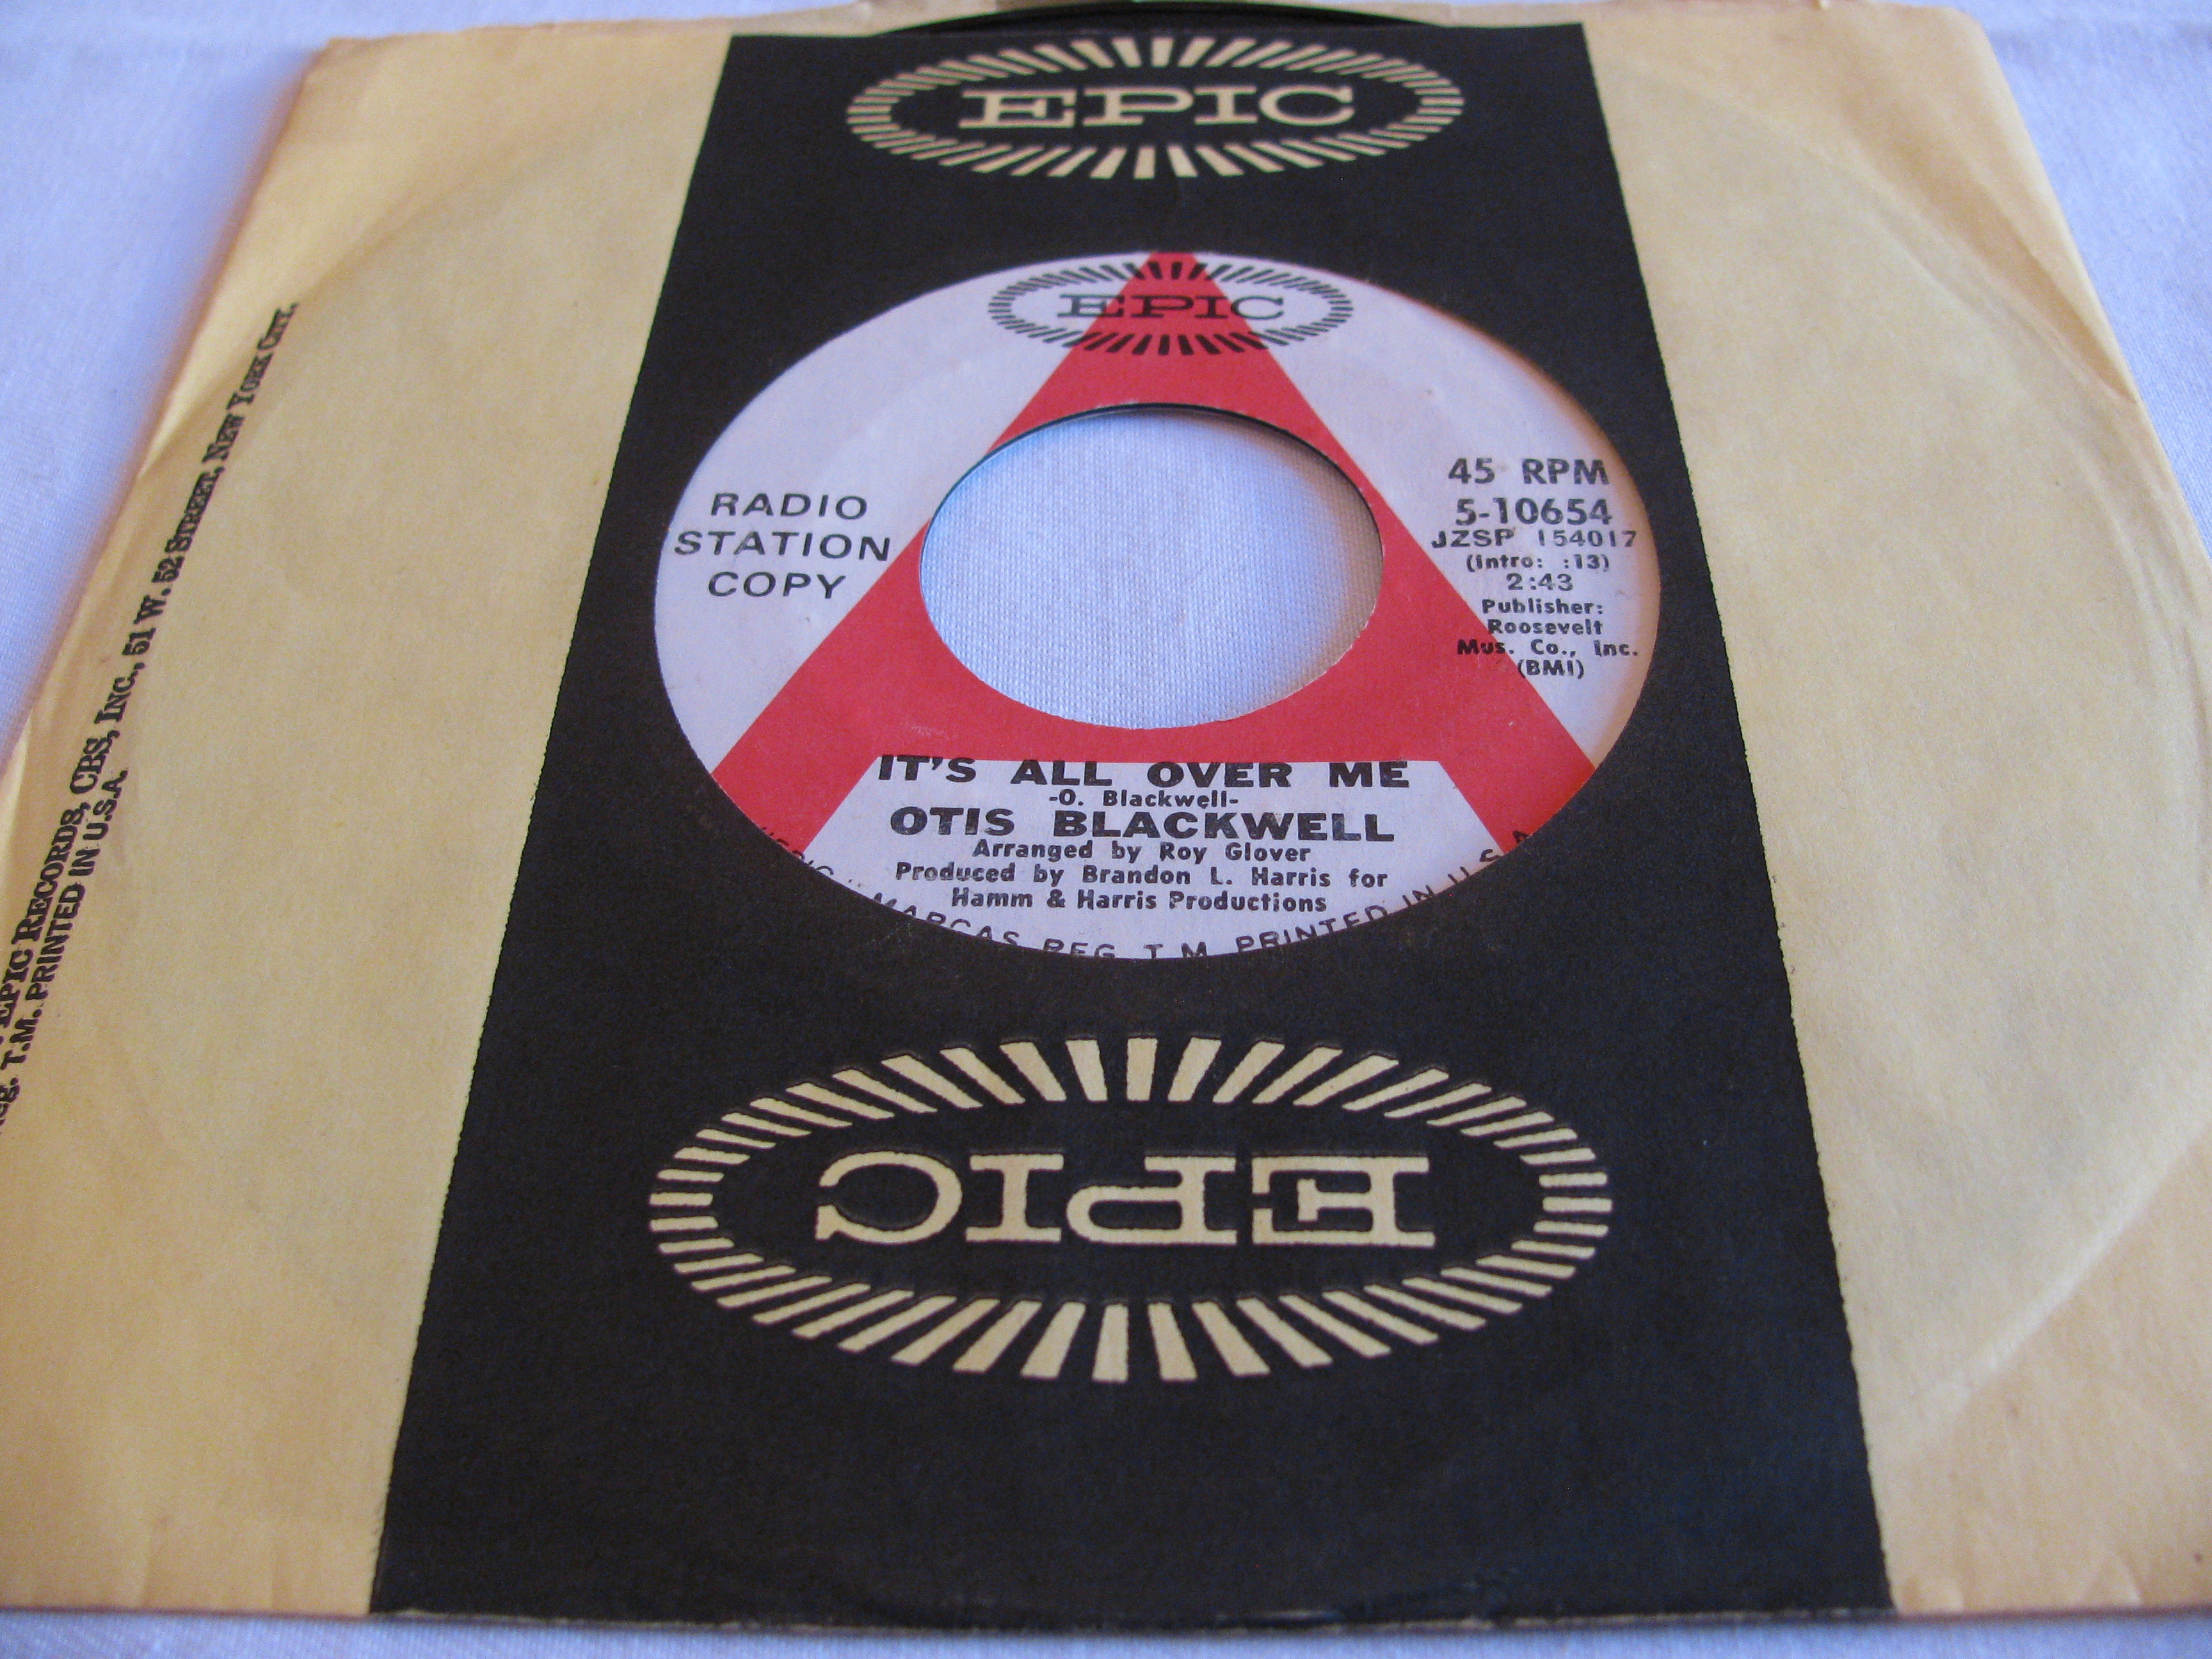 EPIC
EPIC
RADIO
STATION
COPY
45 RPM
5-10654
JZSP 154017
(Intro: :13)
2:43
Publisher:
Roosevelt
Mus. Co., Inc.
(BMI)
IT'S ALL OVER ME
-O. Blackwell-
OTIS BLACKWELL
Arranged by Roy Glover
Produced by Brandon L. Harris for
Hamm & Harris Productions
MARCAS REG. T.M. PRINTED IN U.S.A.
EPIC
EPIC RECORDS, CBS, INC., 51 W. 52 STREET, NEW YORK CITY.
Reg. T.M. PRINTED IN U.S.A.